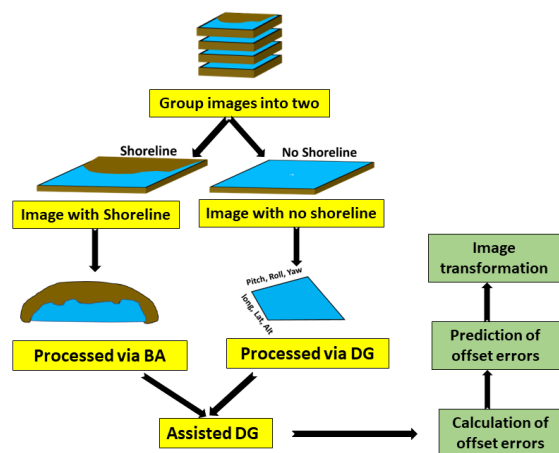 Group images into two
Shoreline
No Shoreline
Image with Shoreline
Image with no shoreline
Pitch, Roll, Yaw
long, Lat, Alt
Processed via BA
Processed via DG
Assisted DG
Calculation of
offset errors
Prediction of
offset errors
Image
transformation